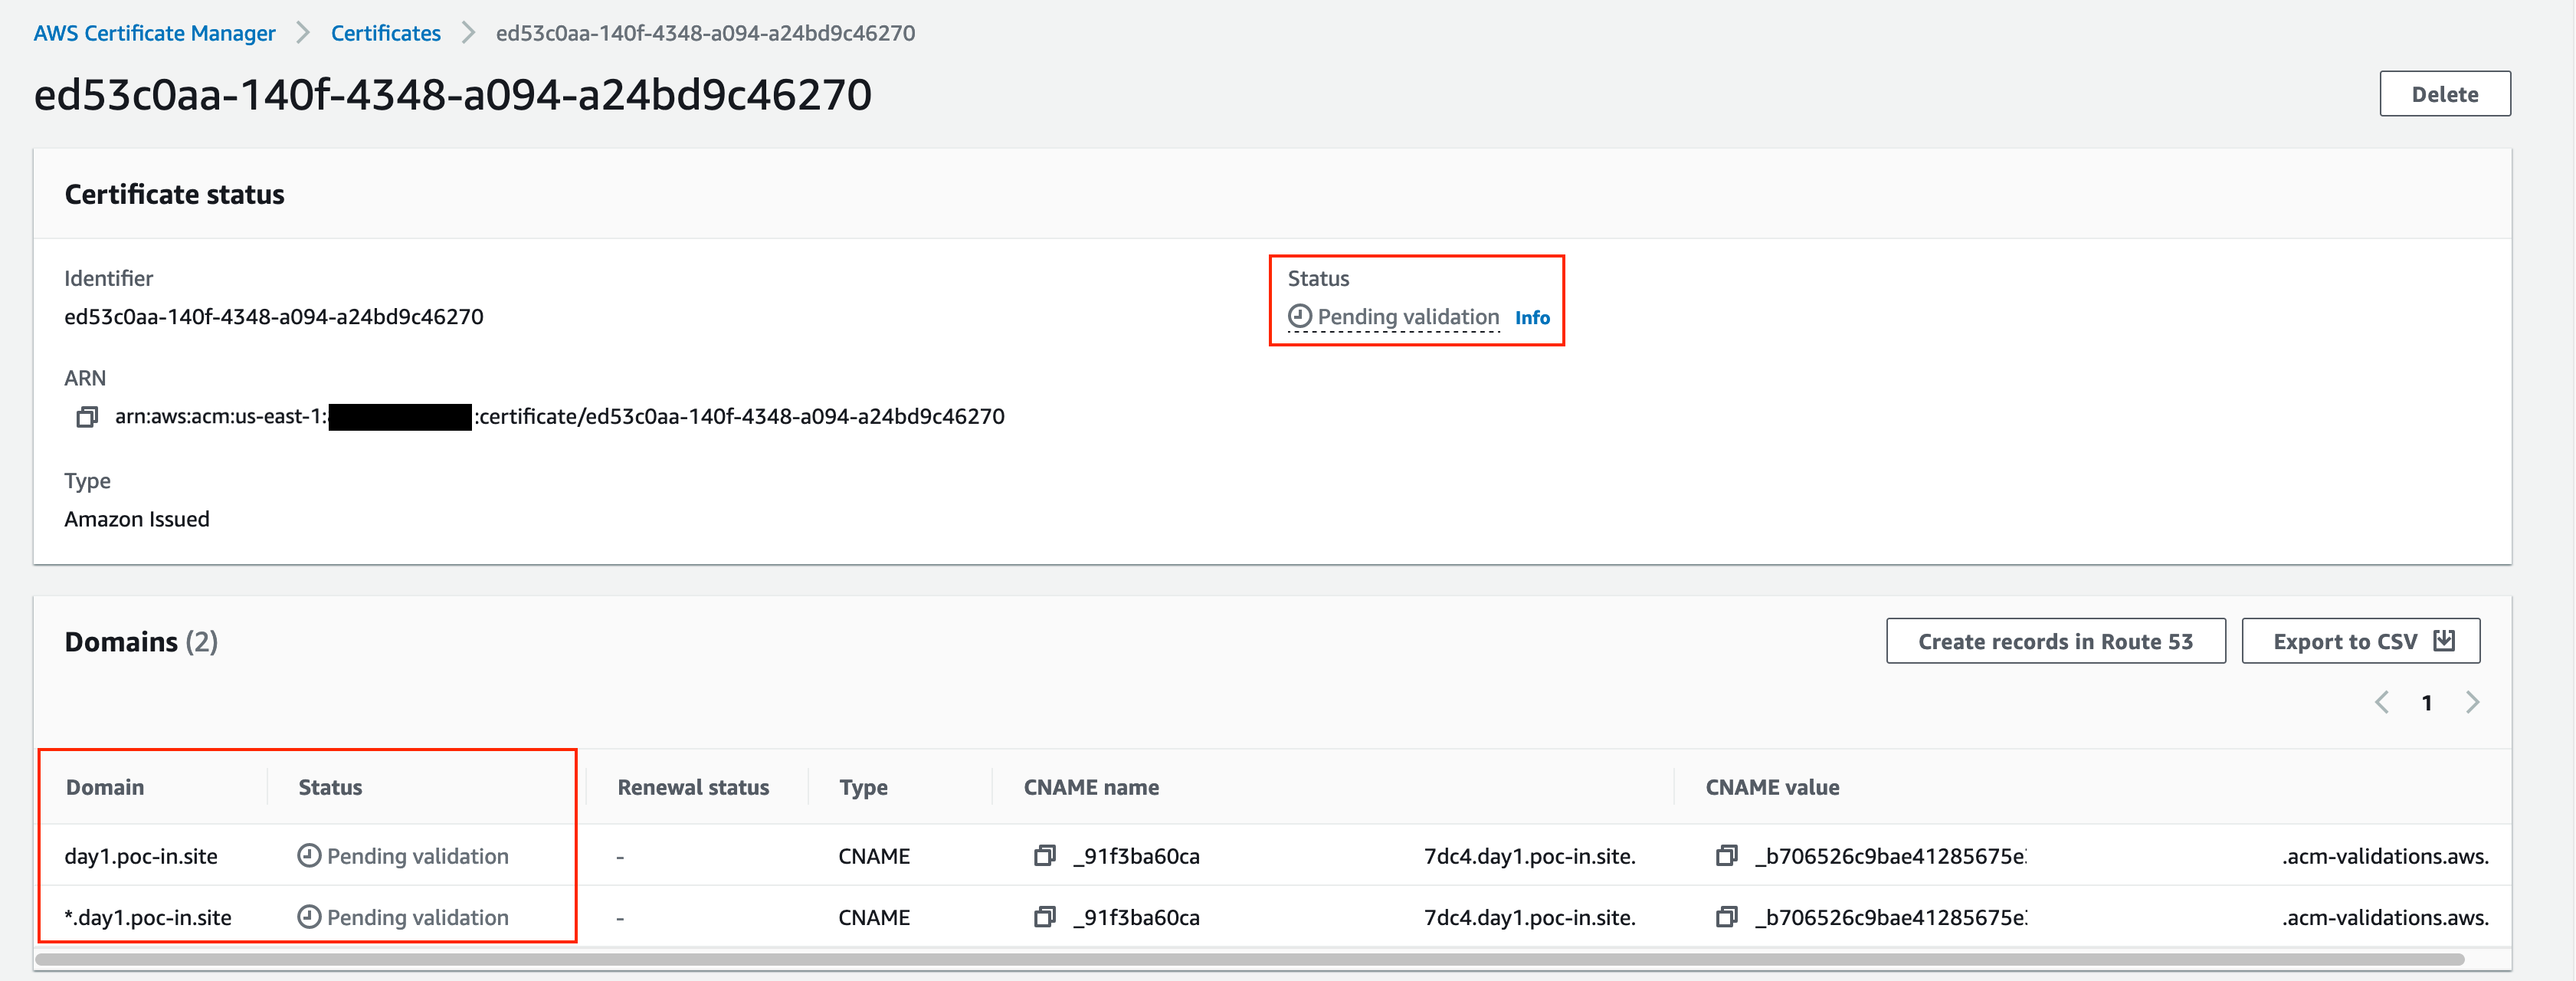 AWS Certificate Manager > Certificates > ed53c0aa-140f-4348-a094-a24bd9c46270
ed53c0aa-140f-4348-a094-a24bd9c46270
Delete
Certificate status
Identifier
ed53c0aa-140f-4348-a094-a24bd9c46270
Status
Pending validation Info
ARN
arn:aws:acm:us-east-1: :certificate/ed53c0aa-140f-4348-a094-a24bd9c46270
Type
Amazon Issued
Domains (2)
Create records in Route 53
Export to CSV
1
Domain Status Renewal status Type CNAME name CNAME value
day1.poc-in.site Pending validation - CNAME _91f3ba60ca 7dc4.day1.poc-in.site. _b706526c9bae41285675e .acm-validations.aws.
*.day1.poc-in.site Pending validation - CNAME _91f3ba60ca 7dc4.day1.poc-in.site. _b706526c9bae41285675e .acm-validations.aws.